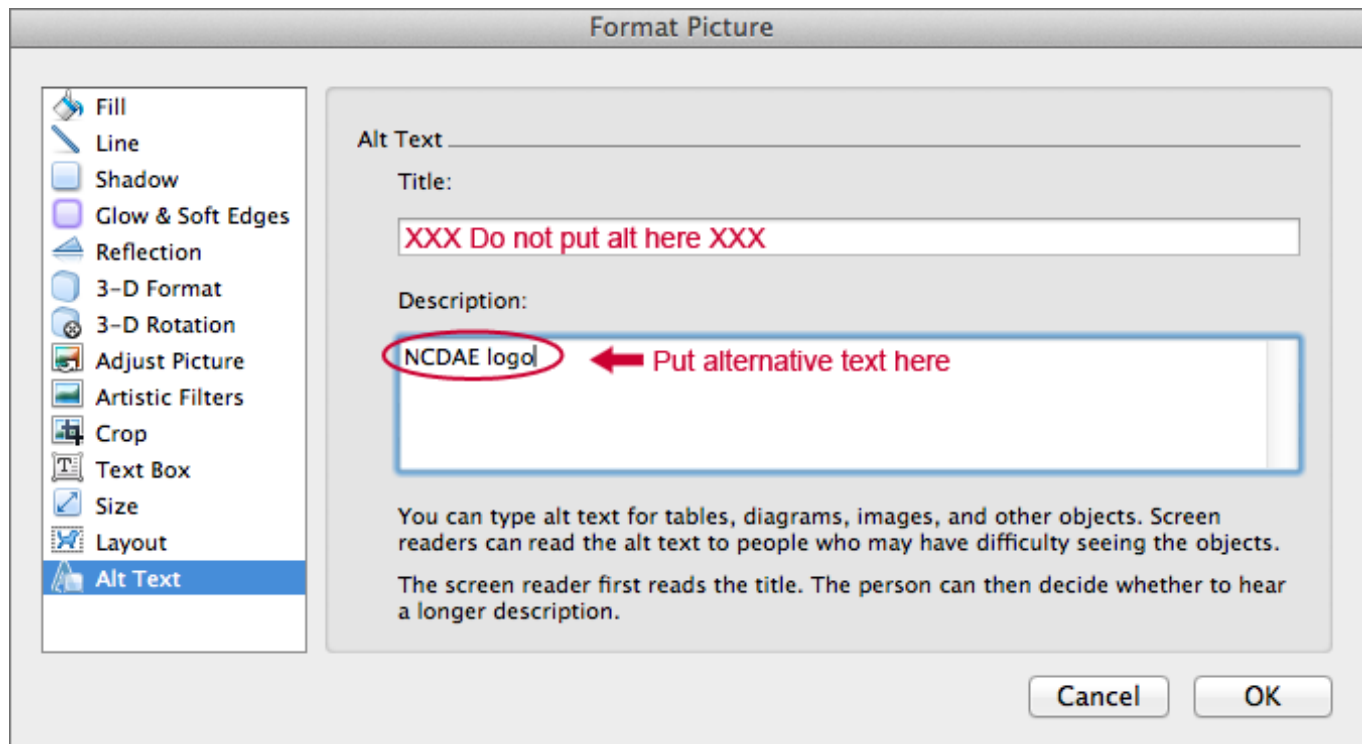 Format Picture
Fill
Line
Shadow
Glow & Soft Edges
Reflection
3-D Format
3-D Rotation
Adjust Picture
Artistic Filters
Crop
Text Box
Size
Layout
Alt Text
Alt Text
Title:
XXX Do not put alt here XXX
Description:
NCDAE logo
Put alternative text here
You can type alt text for tables, diagrams, images, and other objects. Screen
readers can read the alt text to people who may have difficulty seeing the objects.
The screen reader first reads the title. The person can then decide whether to hear
a longer description.
Cancel
OK